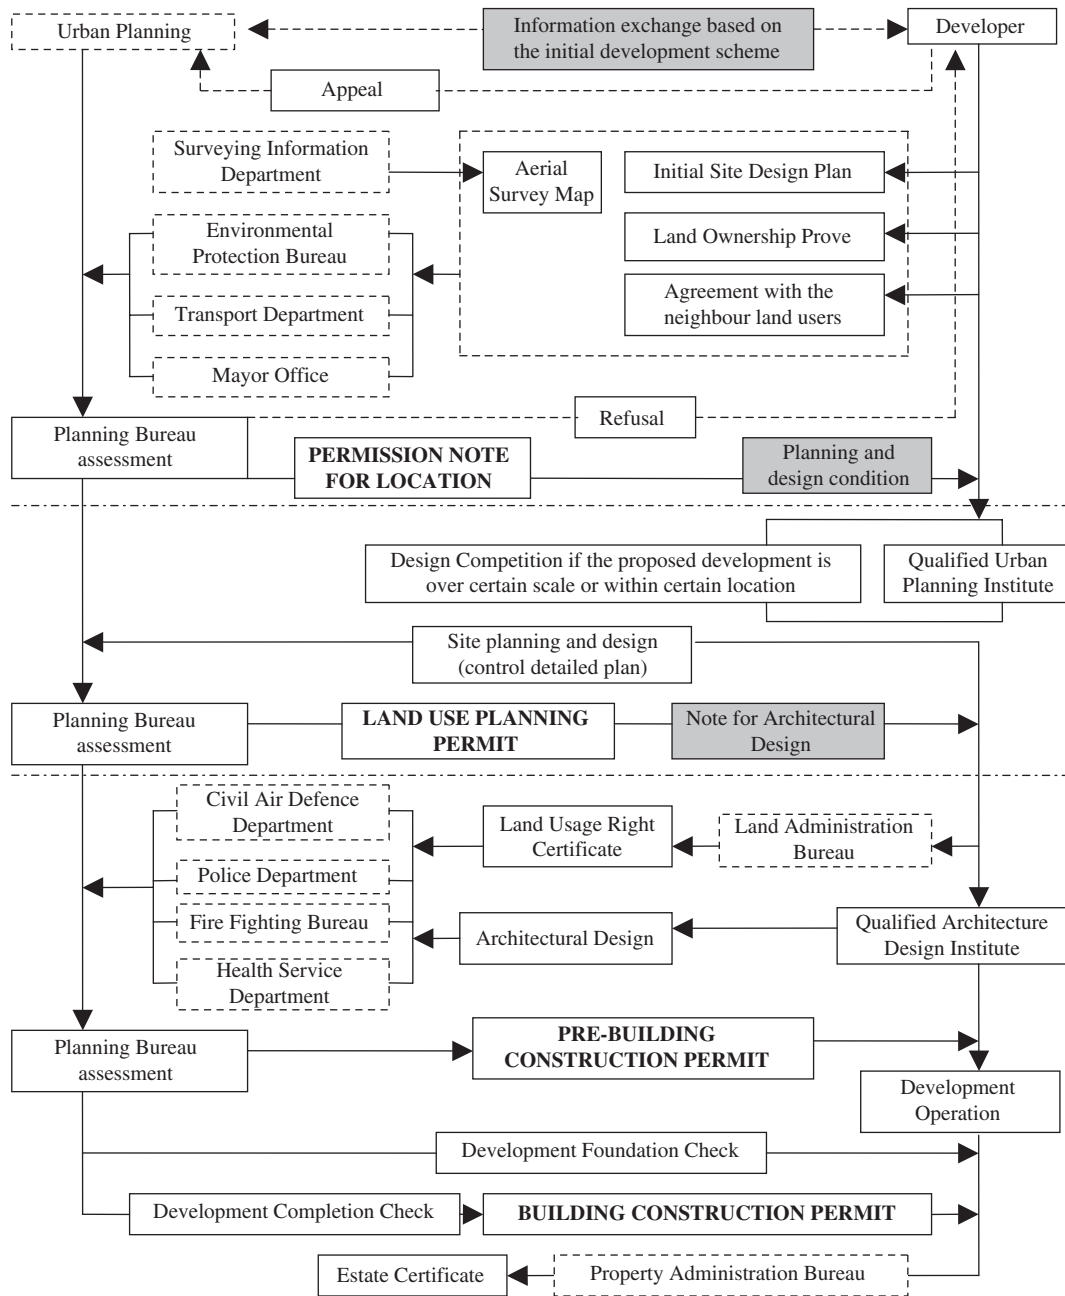 Urban Planning
Information exchange based on
the initial development scheme
Developer
Appeal
Surveying Information
Department
Aerial
Survey Map
Initial Site Design Plan
Environmental
Protection Bureau
Land Ownership Prove
Transport Department
Agreement with the
neighbour land users
Mayor Office
Refusal
Planning Bureau
assessment
PERMISSION NOTE
FOR LOCATION
Planning and
design condition
Design Competition if the proposed development is
over certain scale or within certain location
Qualified Urban
Planning Institute
Site planning and design
(control detailed plan)
Planning Bureau
assessment
LAND USE PLANNING
PERMIT
Note for Architectural
Design
Civil Air Defence
Department
Land Usage Right
Certificate
Land Administration
Bureau
Police Department
Fire Fighting Bureau
Architectural Design
Qualified Architecture
Design Institute
Health Service
Department
Planning Bureau
assessment
PRE-BUILDING
CONSTRUCTION PERMIT
Development
Operation
Development Foundation Check
Development Completion Check
BUILDING CONSTRUCTION PERMIT
Estate Certificate
Property Administration Bureau